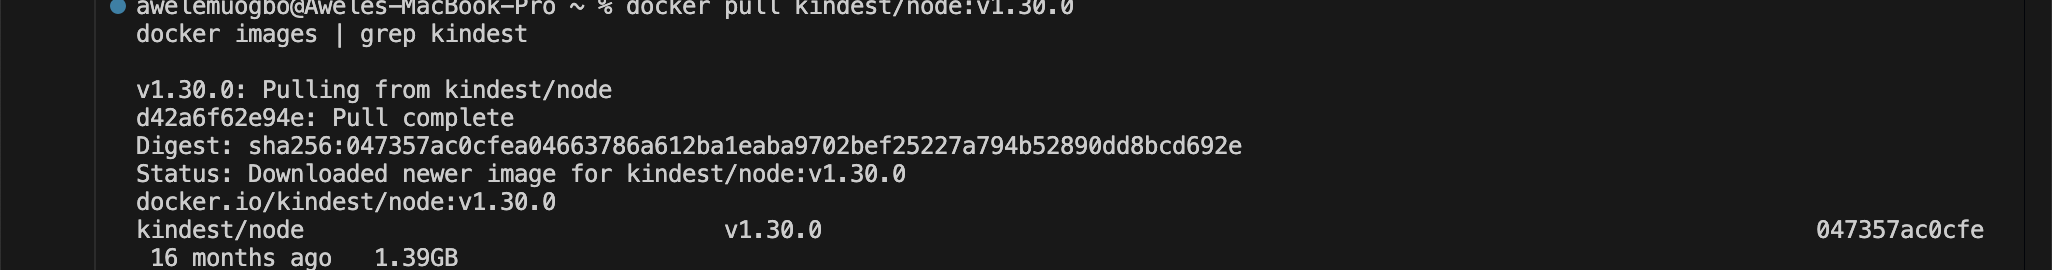 awelemuogbo@Aweles-MacBook-Pro ~ % docker pull kindest/node:v1.30.0
docker images | grep kindest
v1.30.0: Pulling from kindest/node
d42a6f62e94e: Pull complete
Digest: sha256:047357ac0cfea04663786a612ba1eaba9702bef25227a794b52890dd8bcd692e
Status: Downloaded newer image for kindest/node:v1.30.0
docker.io/kindest/node:v1.30.0
kindest/node v1.30.0 047357ac0cfe
16 months ago 1.39GB